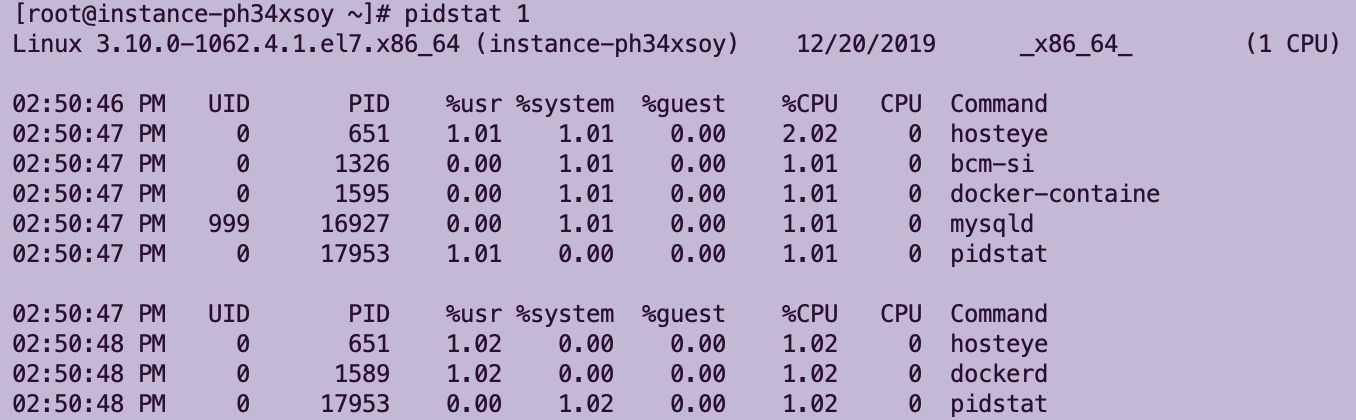 [root@instance-ph34xsoy ~]# pidstat 1
Linux 3.10.0-1062.4.1.el7.x86_64 (instance-ph34xsoy) 12/20/2019 _x86_64_ (1 CPU)
02:50:46 PM UID PID %usr %system %guest %CPU CPU Command
02:50:47 PM 0 651 1.01 1.01 0.00 2.02 0 hosteye
02:50:47 PM 0 1326 0.00 1.01 0.00 1.01 0 bcm-si
02:50:47 PM 0 1595 0.00 1.01 0.00 1.01 0 docker-containe
02:50:47 PM 999 16927 0.00 1.01 0.00 1.01 0 mysqld
02:50:47 PM 0 17953 1.01 0.00 0.00 1.01 0 pidstat
02:50:47 PM UID PID %usr %system %guest %CPU CPU Command
02:50:48 PM 0 651 1.02 0.00 0.00 1.02 0 hosteye
02:50:48 PM 0 1589 1.02 0.00 0.00 1.02 0 dockerd
02:50:48 PM 0 17953 0.00 1.02 0.00 1.02 0 pidstat